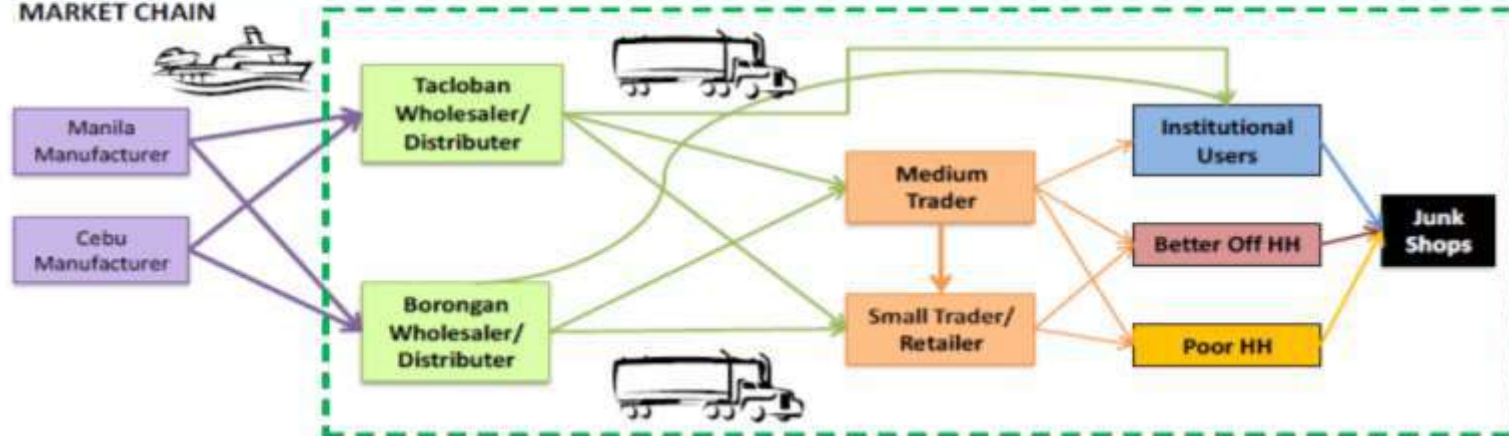 MARKET CHAIN
Manila
Manufacturer
Cebu
Manufacturer
Tacloban
Wholesaler/
Distributer
Borongan
Wholesaler/
Distributer
Medium
Trader
Small Trader/
Retailer
Institutional
Users
Better Off HH
Poor HH
Junk
Shops